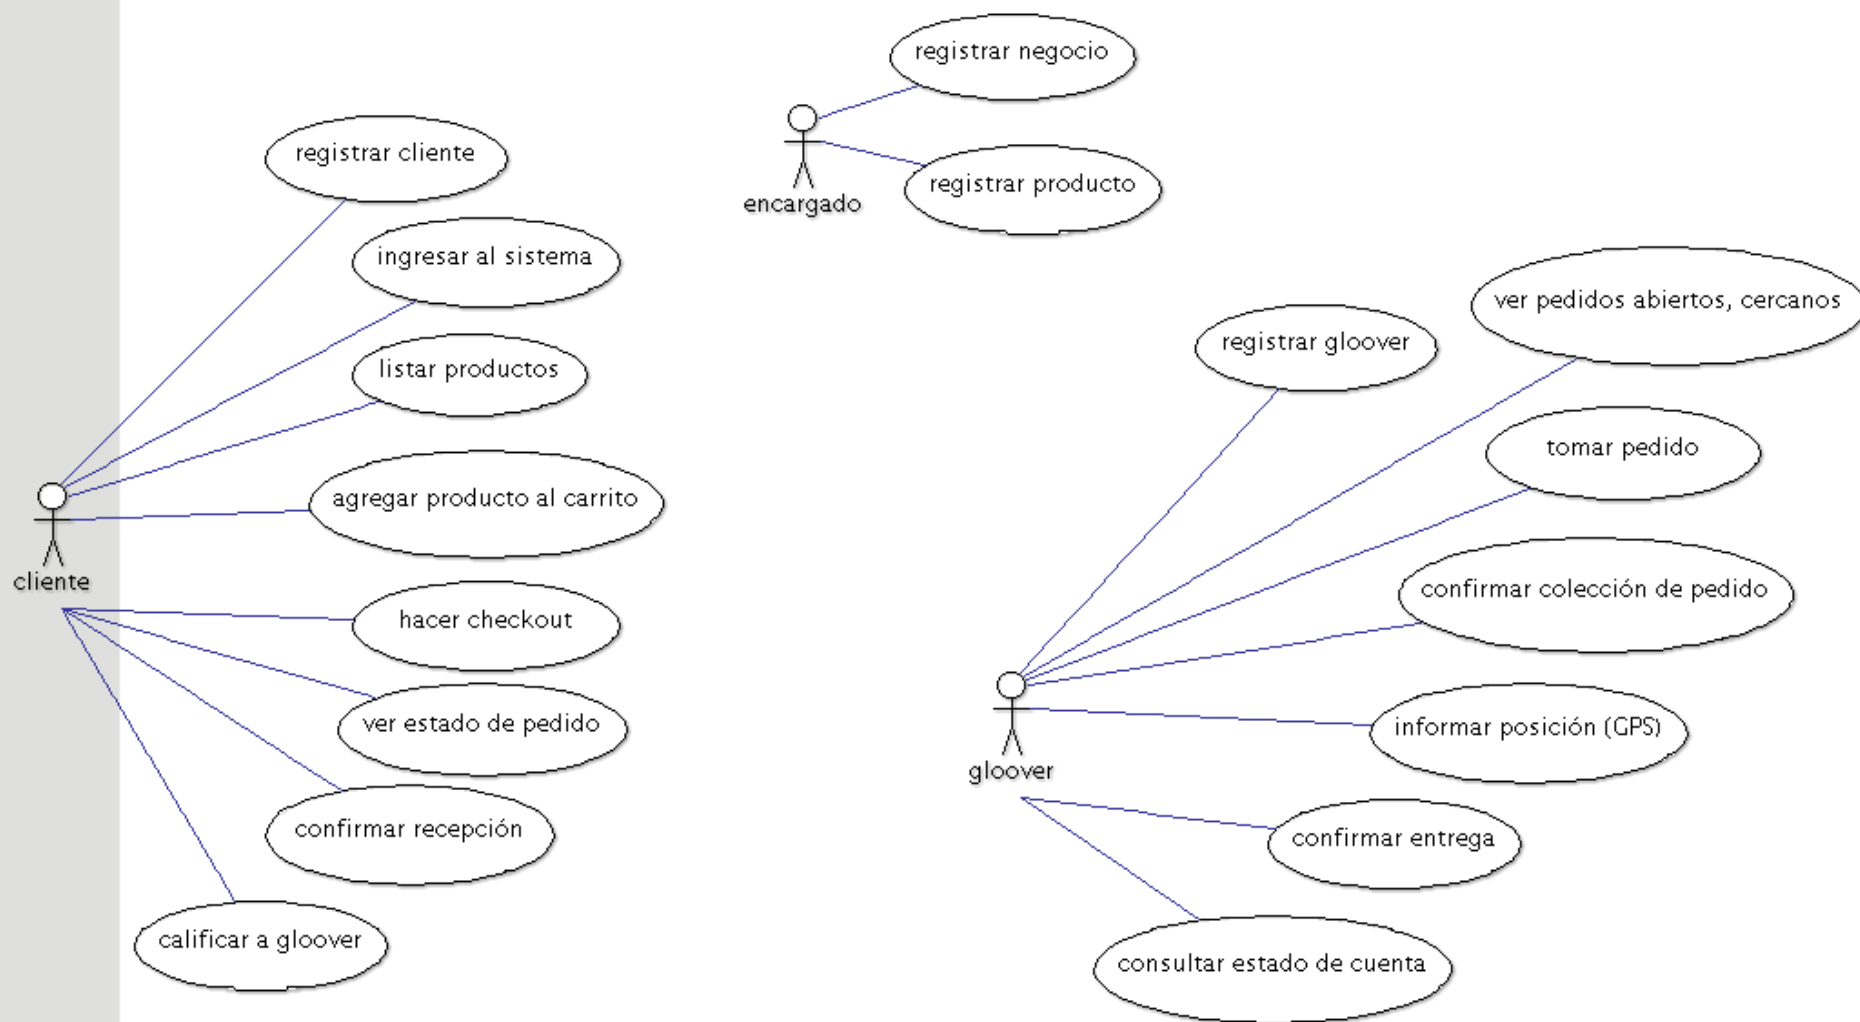 registrar negocio
encargado
registrar producto
registrar cliente
ingresar al sistema
listar productos
agregar producto al carrito
cliente
hacer checkout
ver estado de pedido
confirmar recepción
calificar a gloover
ver pedidos abiertos, cercanos
registrar gloover
tomar pedido
confirmar colección de pedido
informar posición (GPS)
gloover
confirmar entrega
consultar estado de cuenta